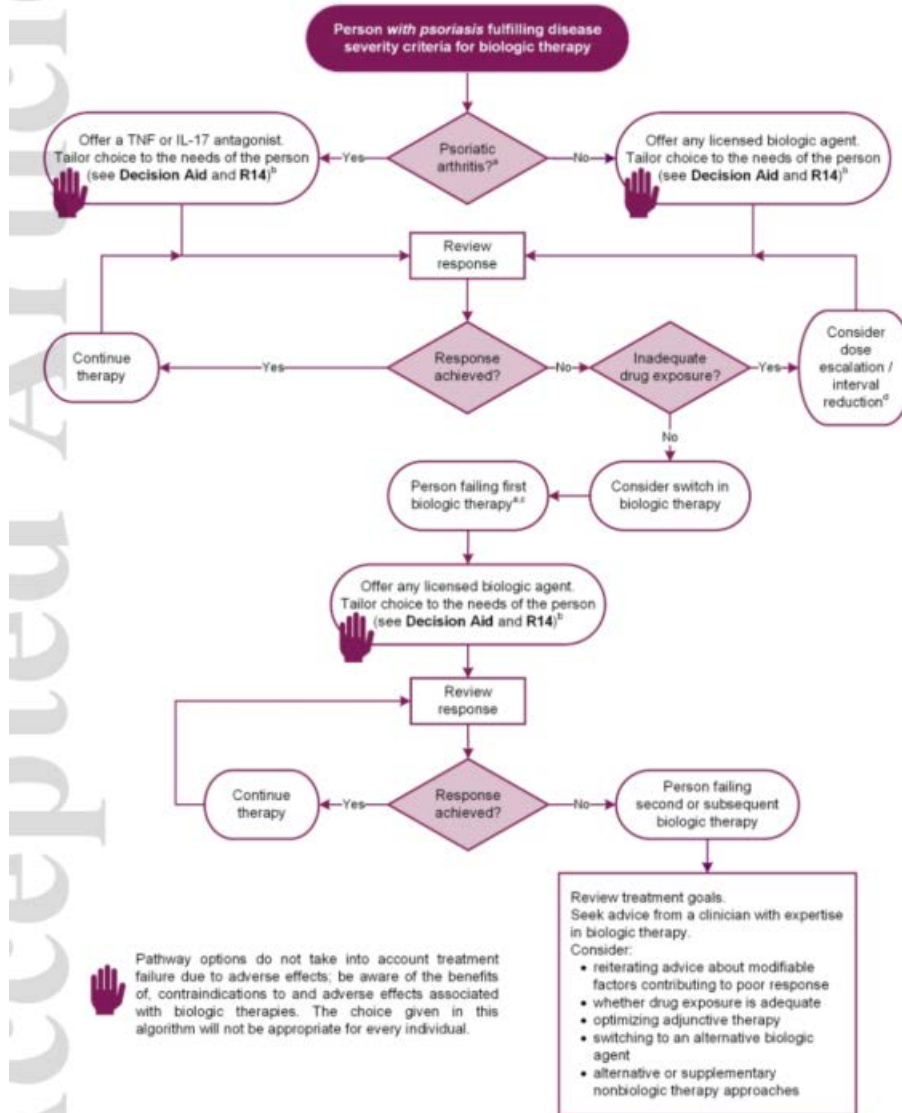 Person with psoriasis fulfilling disease
severity criteria for biologic therapy
Offer a TNF or IL-17 antagonist.
Tailor choice to the needs of the person
(see Decision Aid and R14)b
Yes
Psoriatic
arthritis?a
No
Offer any licensed biologic agent.
Tailor choice to the needs of the person
(see Decision Aid and R14)b
Review
response
Continue
therapy
Yes
Response
achieved?
No
Inadequate
drug exposure?
Yes
Consider
dose
escalation /
interval
reductiond
No
Person failing first
biologic therapya,c
Consider switch in
biologic therapy
Offer any licensed biologic agent.
Tailor choice to the needs of the person
(see Decision Aid and R14)b
Review
response
Continue
therapy
Yes
Response
achieved?
No
Person failing
second or subsequent
biologic therapy
Review treatment goals.
Seek advice from a clinician with expertise
in biologic therapy.
Consider:
• reiterating advice about modifiable
factors contributing to poor response
• whether drug exposure is adequate
• optimizing adjunctive therapy
• switching to an alternative biologic
agent
• alternative or supplementary
nonbiologic therapy approaches
Pathway options do not take into account treatment
failure due to adverse effects; be aware of the benefits
of, contraindications to and adverse effects associated
with biologic therapies. The choice given in this
algorithm will not be appropriate for every individual.